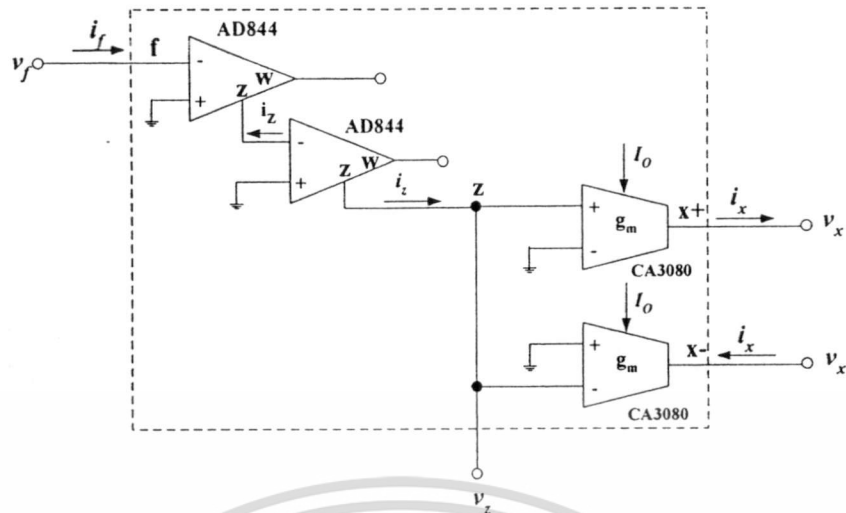 AD844
i_f
f
v_f
-
+
W
Z
i_z
AD844
-
+
W
Z
i_z
z
I_O
+
-
g_m
x+
i_x
v_x
CA3080
I_O
+
-
g_m
x-
i_x
v_x
CA3080
v_z